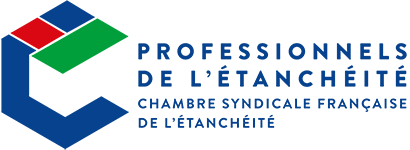 PROFESSIONNELS
DE L'ÉTANCHÉITÉ
CHAMBRE SYNDICALE FRANÇAISE
DE L'ÉTANCHÉITÉ